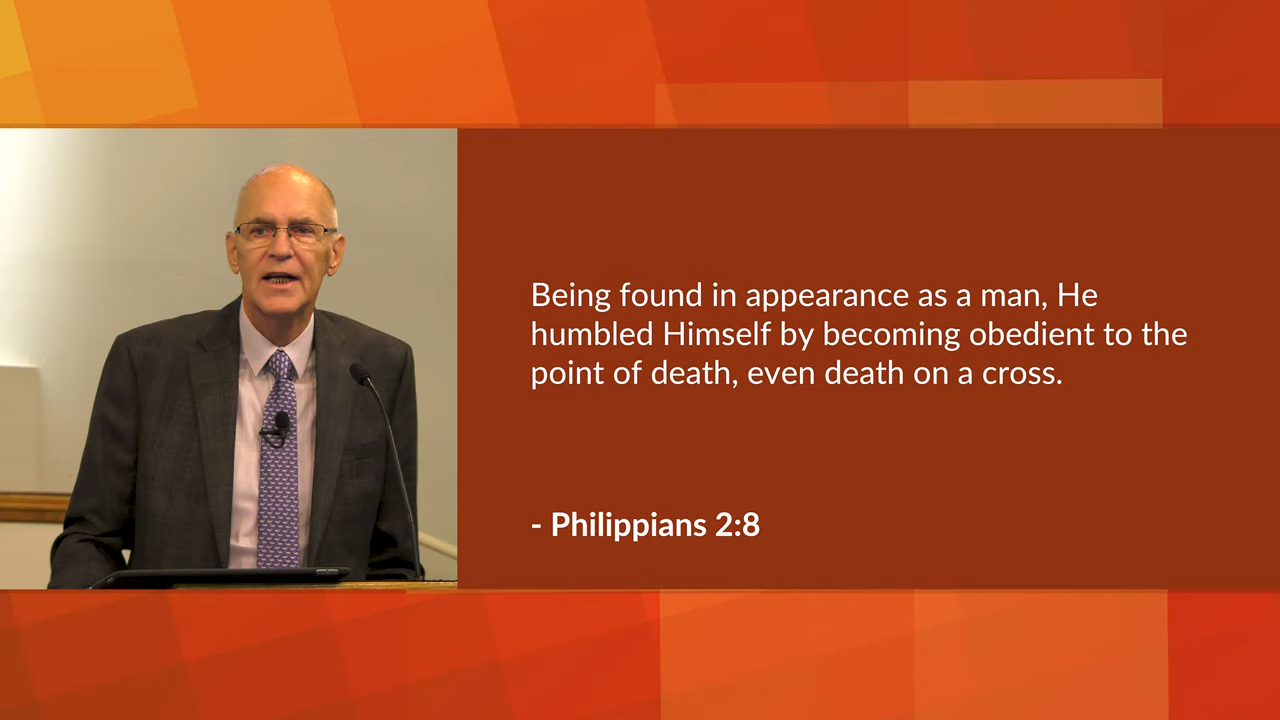 Being found in appearance as a man, He
humbled Himself by becoming obedient to the
point of death, even death on a cross.
- Philippians 2:8